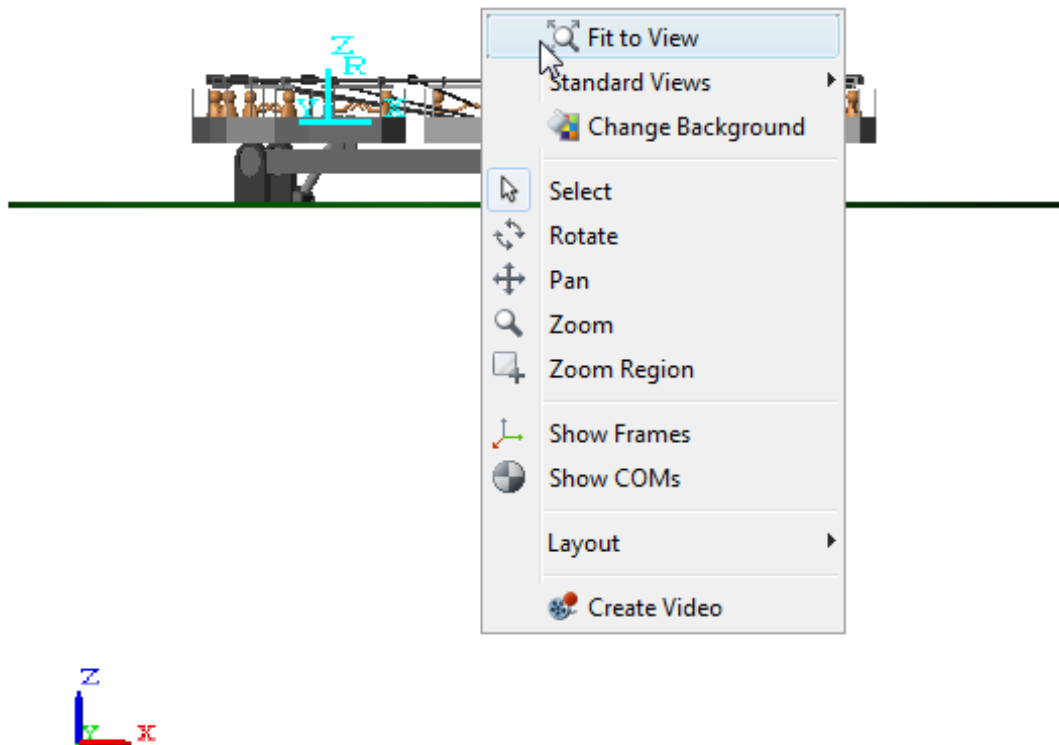 Z
R
Y X
Fit to View
Standard Views
Change Background
Select
Rotate
Pan
Zoom
Zoom Region
Show Frames
Show COMs
Layout
Create Video
Z
Y X